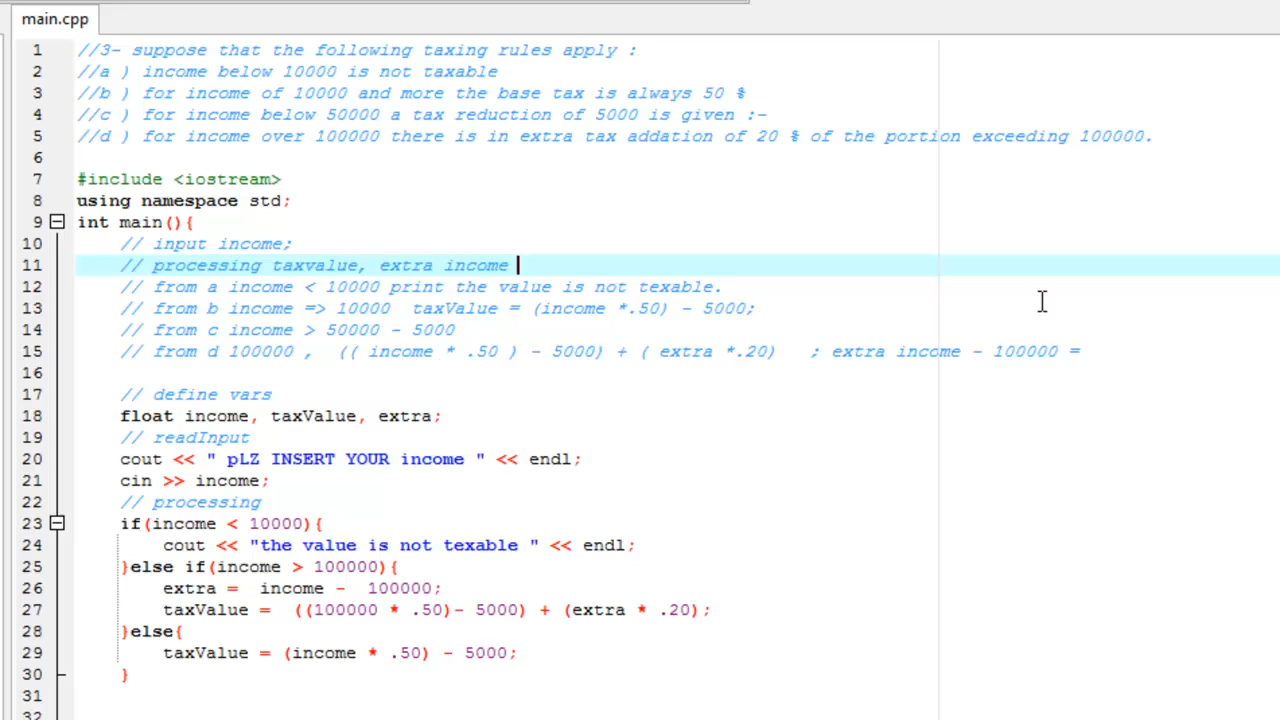 main.cpp
1 //3- suppose that the following taxing rules apply :
2 //a ) income below 10000 is not taxable
3 //b ) for income of 10000 and more the base tax is always 50 %
4 //c ) for income below 50000 a tax reduction of 5000 is given :-
5 //d ) for income over 100000 there is in extra tax addation of 20 % of the portion exceeding 100000.
6
7 #include <iostream>
8 using namespace std;
9 int main(){
10 // input income;
11 // processing taxvalue, extra income
12 // from a income < 10000 print the value is not texable.
13 // from b income => 10000  taxValue = (income *.50) - 5000;
14 // from c income > 50000 - 5000
15 // from d 100000 ,  (( income * .50 ) - 5000) + ( extra *.20)   ; extra income - 100000 =
16
17 // define vars
18 float income, taxValue, extra;
19 // readInput
20 cout << " pLZ INSERT YOUR income " << endl;
21 cin >> income;
22 // processing
23 if(income < 10000){
24 cout << "the value is not texable " << endl;
25 }else if(income > 100000){
26 extra =  income -  100000;
27 taxValue =  ((100000 * .50)- 5000) + (extra * .20);
28 }else{
29 taxValue = (income * .50) - 5000;
30 }
31
32